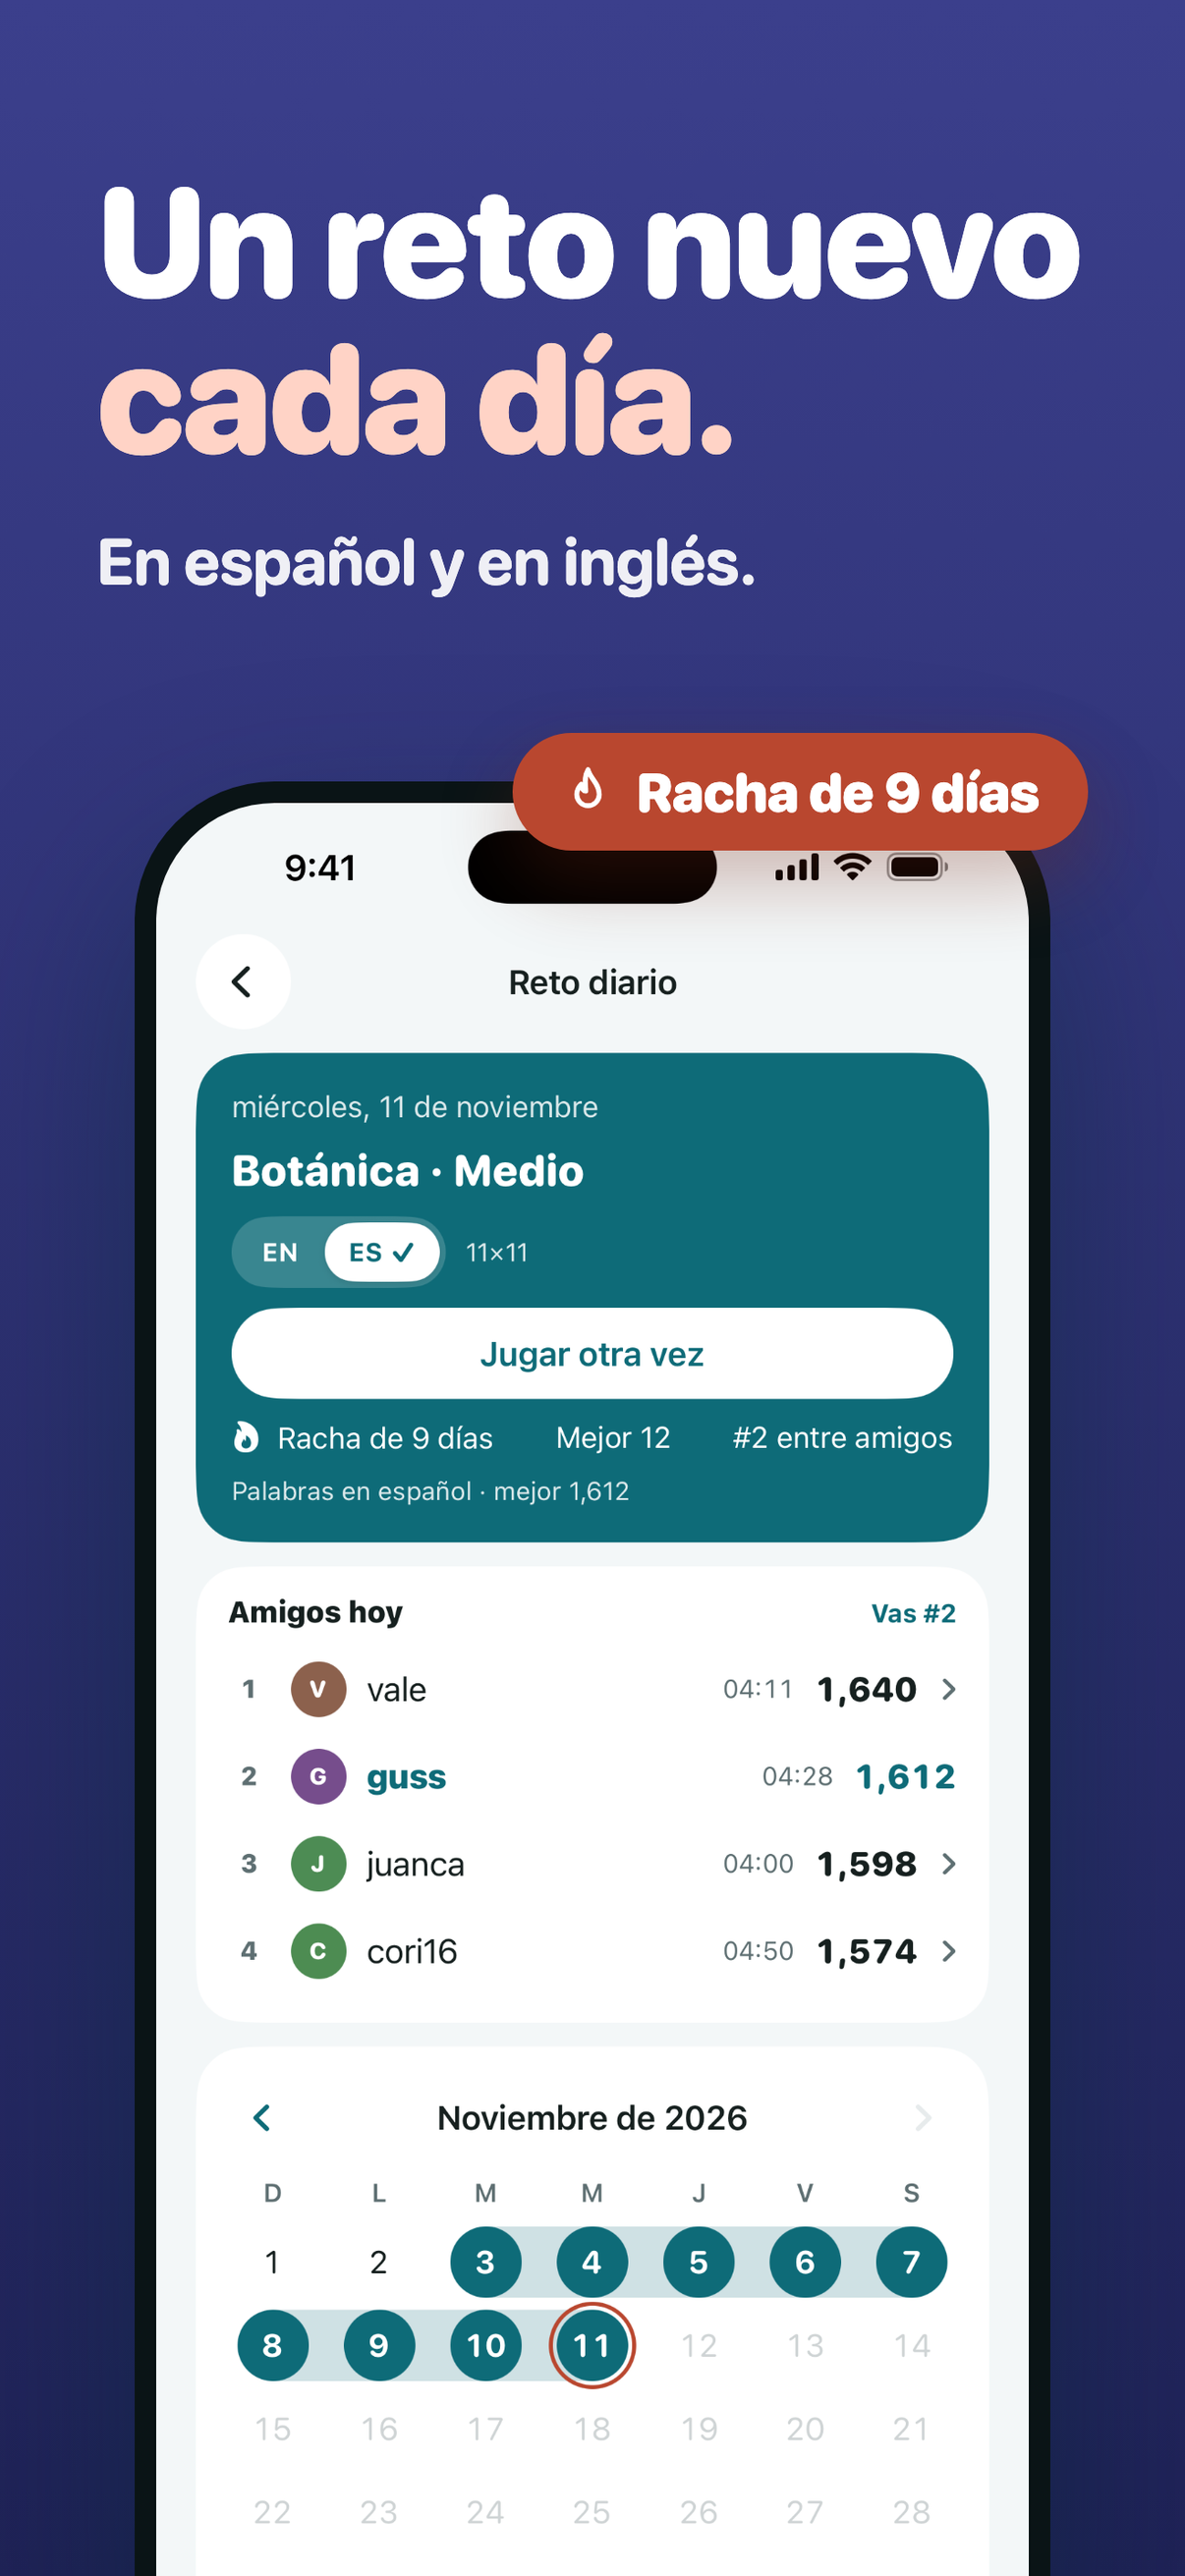 Un reto nuevo
cada día.
En español y en inglés.
Racha de 9 días
9:41
Reto diario
miércoles, 11 de noviembre
Botánica · Medio
EN ES ✓ 11×11
Jugar otra vez
Racha de 9 días Mejor 12 #2 entre amigos
Palabras en español · mejor 1,612
Amigos hoy Vas #2
1 V vale 04:11 1,640
2 G guss 04:28 1,612
3 J juanca 04:00 1,598
4 C cori16 04:50 1,574
Noviembre de 2026
D L M M J V S
1 2 3 4 5 6 7
8 9 10 11 12 13 14
15 16 17 18 19 20 21
22 23 24 25 26 27 28